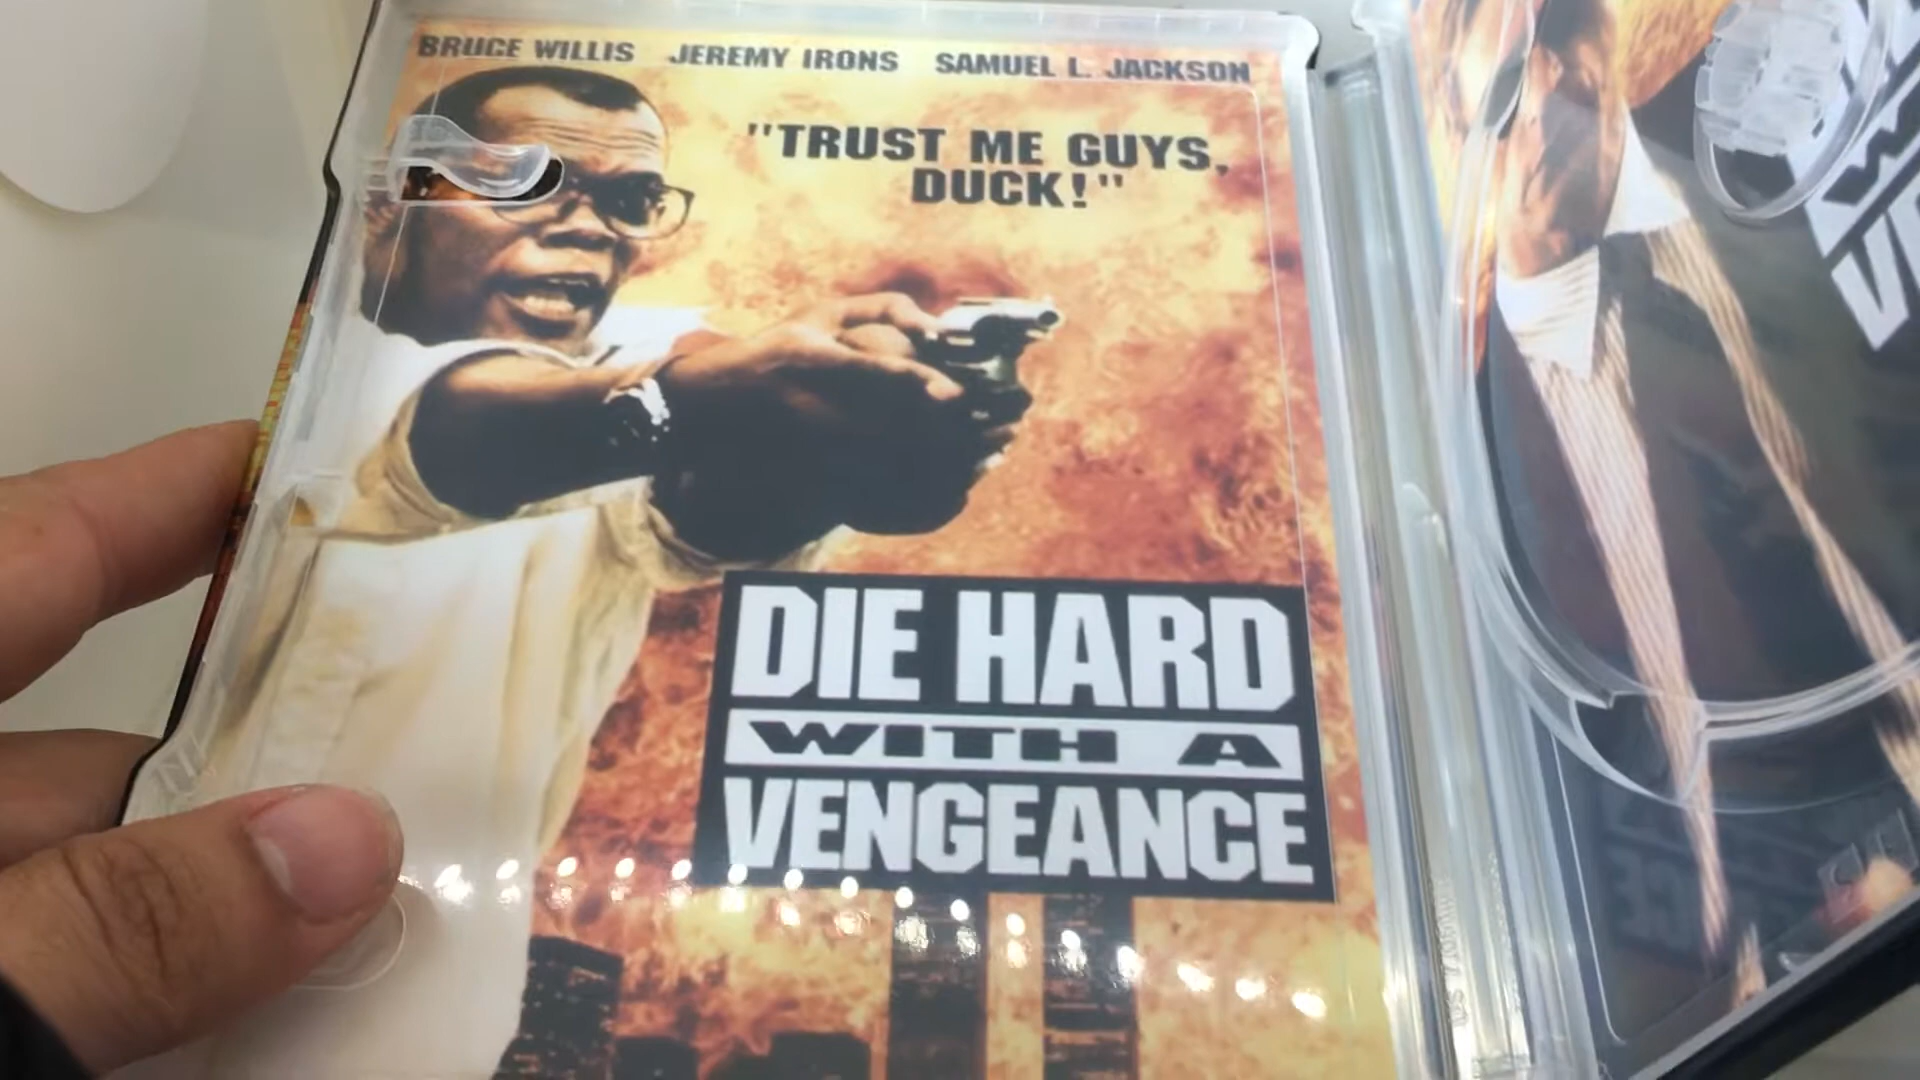 BRUCE WILLIS JEREMY IRONS SAMUEL L. JACKSON
"TRUST ME GUYS,
DUCK!"
DIE HARD
WITH A
VENGEANCE